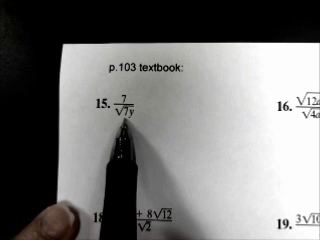 p.103 textbook:
15. 7/√7y
16. √12
√4
18 + 8√12
√2
19. 3√10